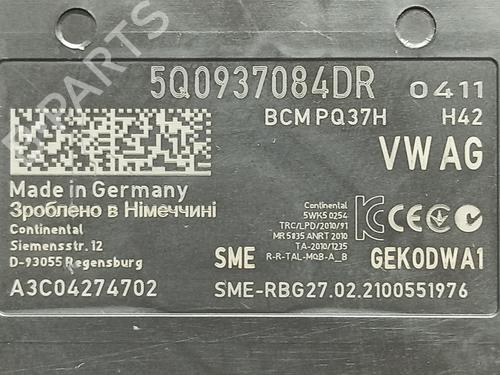 5Q0937084DR 0411
BCM PQ37H H42
VW AG
Made in Germany
Зроблено в Німеччині
Continental
Siemensstr. 12
D-93055 Regensburg
A3C04274702
Continental
5WK50254
TRC/LPD/2010/91
MR 5835 ANRT 2010
TA-2010/1235
R-R-TAL-MQB-A_B
SME
GEKODWA1
SME-RBG27.02.2100551976